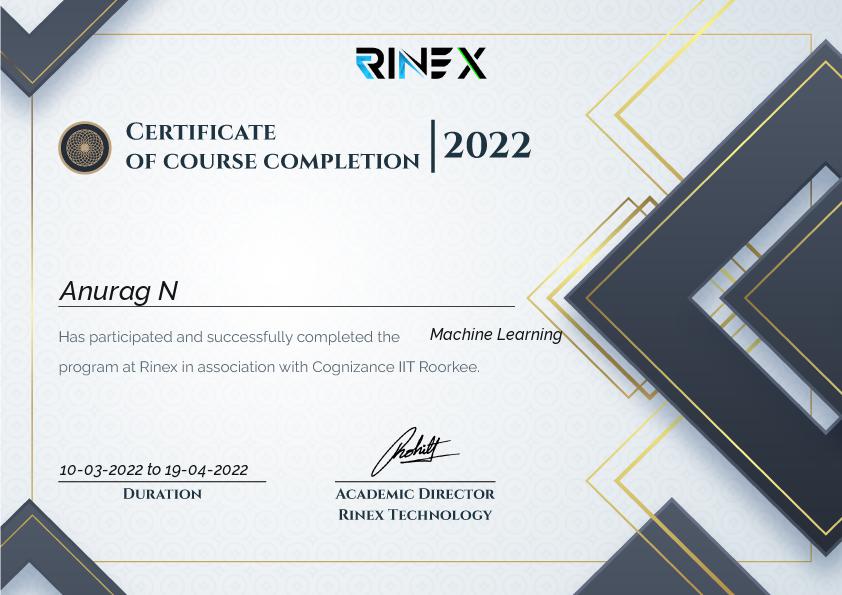 RINEX
CERTIFICATE
OF COURSE COMPLETION
2022
Anurag N
Has participated and successfully completed the Machine Learning
program at Rinex in association with Cognizance IIT Roorkee.
10-03-2022 to 19-04-2022
DURATION
Rohitt
ACADEMIC DIRECTOR
RINEX TECHNOLOGY